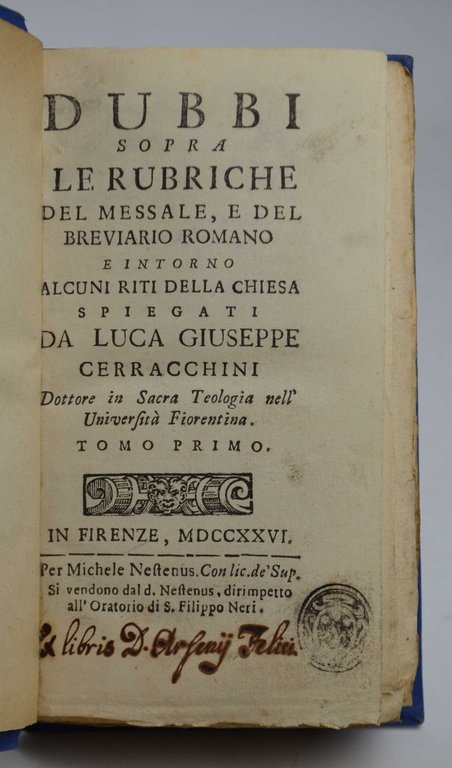 DUBBI
SOPRA
LE RUBRICHE
DEL MESSALE, E DEL
BREVIARIO ROMANO
E INTORNO
ALCUNI RITI DELLA CHIESA
SPIEGATI
DA LUCA GIUSEPPE
CERRACCHINI
Dottore in Sacra Teologia nell'
Università Fiorentina.
TOMO PRIMO.
IN FIRENZE, MDCCXXVI.
Per Michele Nestenus. Con lic. de' Sup.
Si vendono dal d. Nestenus, dirimpetto
all' Oratorio di S. Filippo Neri.
Ex libris D. Arsenij Felici